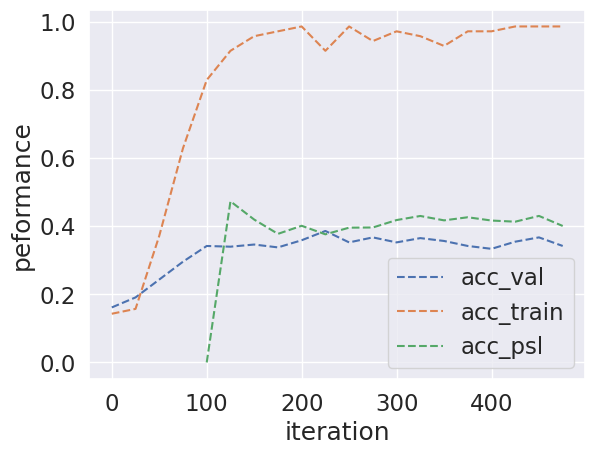 1.0
0.8
0.6
0.4
0.2
0.0
peformance
acc_val
acc_train
acc_psl
0 100 200 300 400
iteration